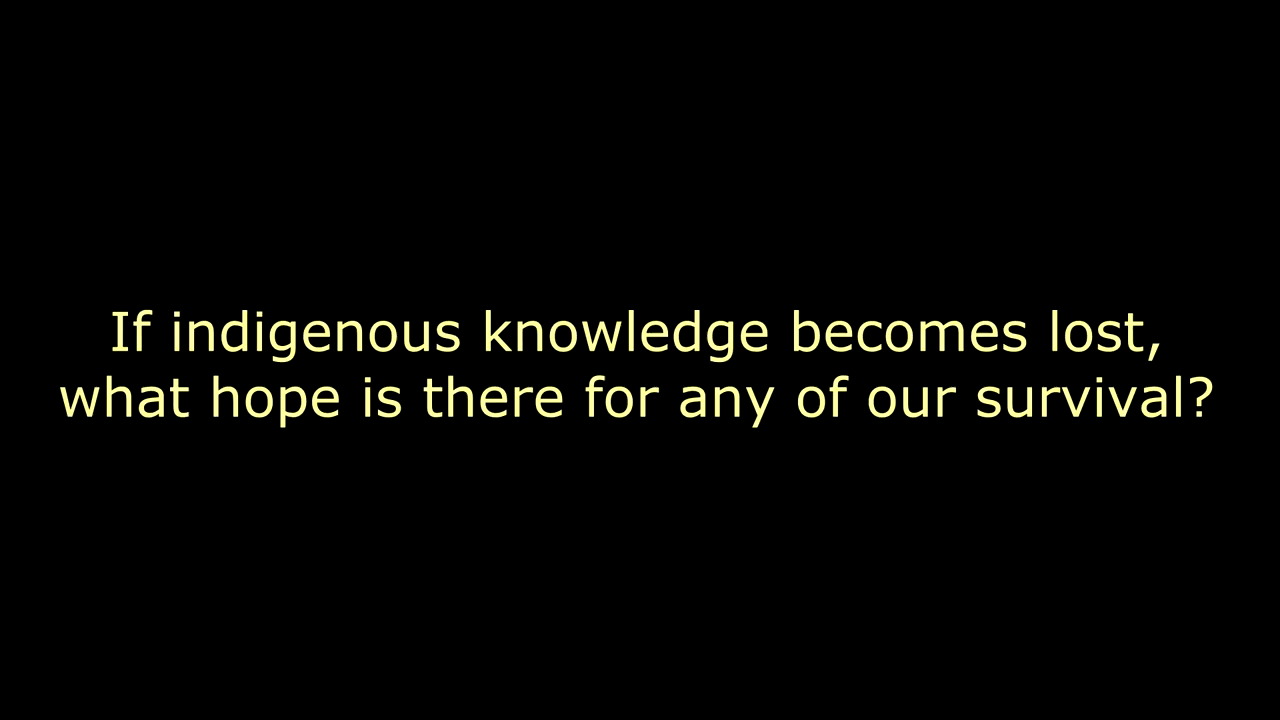 If indigenous knowledge becomes lost,
what hope is there for any of our survival?